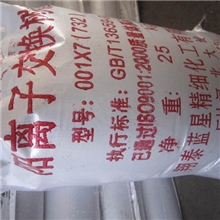 阳离子交换
型号：001X7(732
执行标准：GB/T13659
已通过ISO9001:2000质量
净 重： 25
泰蓝星精细化工